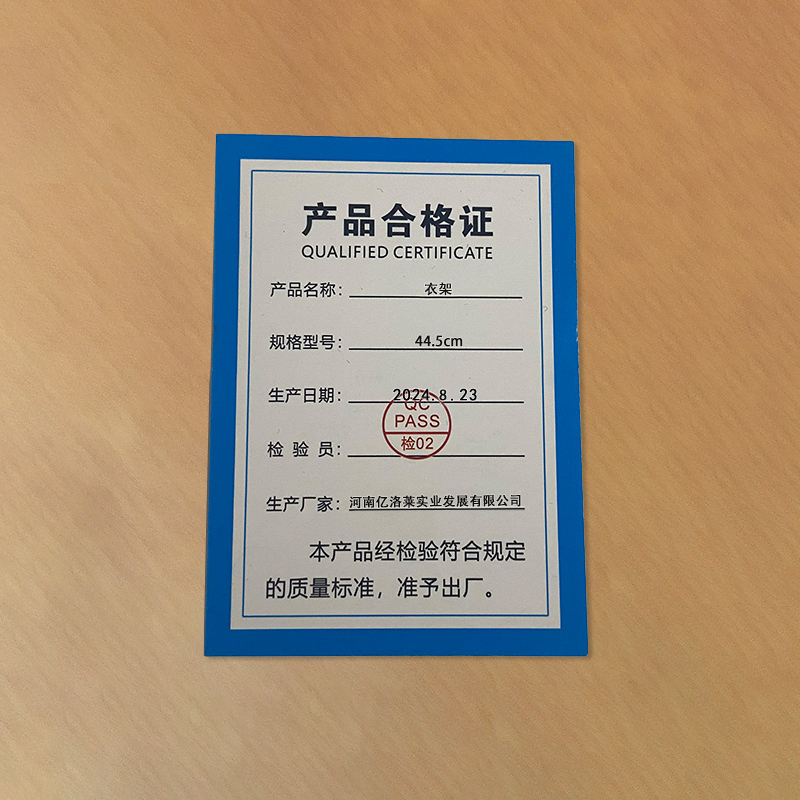 产品合格证
QUALIFIED CERTIFICATE
产品名称：衣架
规格型号：44.5cm
生产日期：2024.8.23
QC
PASS
检02
检 验 员：
生产厂家：河南亿洛莱实业发展有限公司
本产品经检验符合规定
的质量标准，准予出厂。